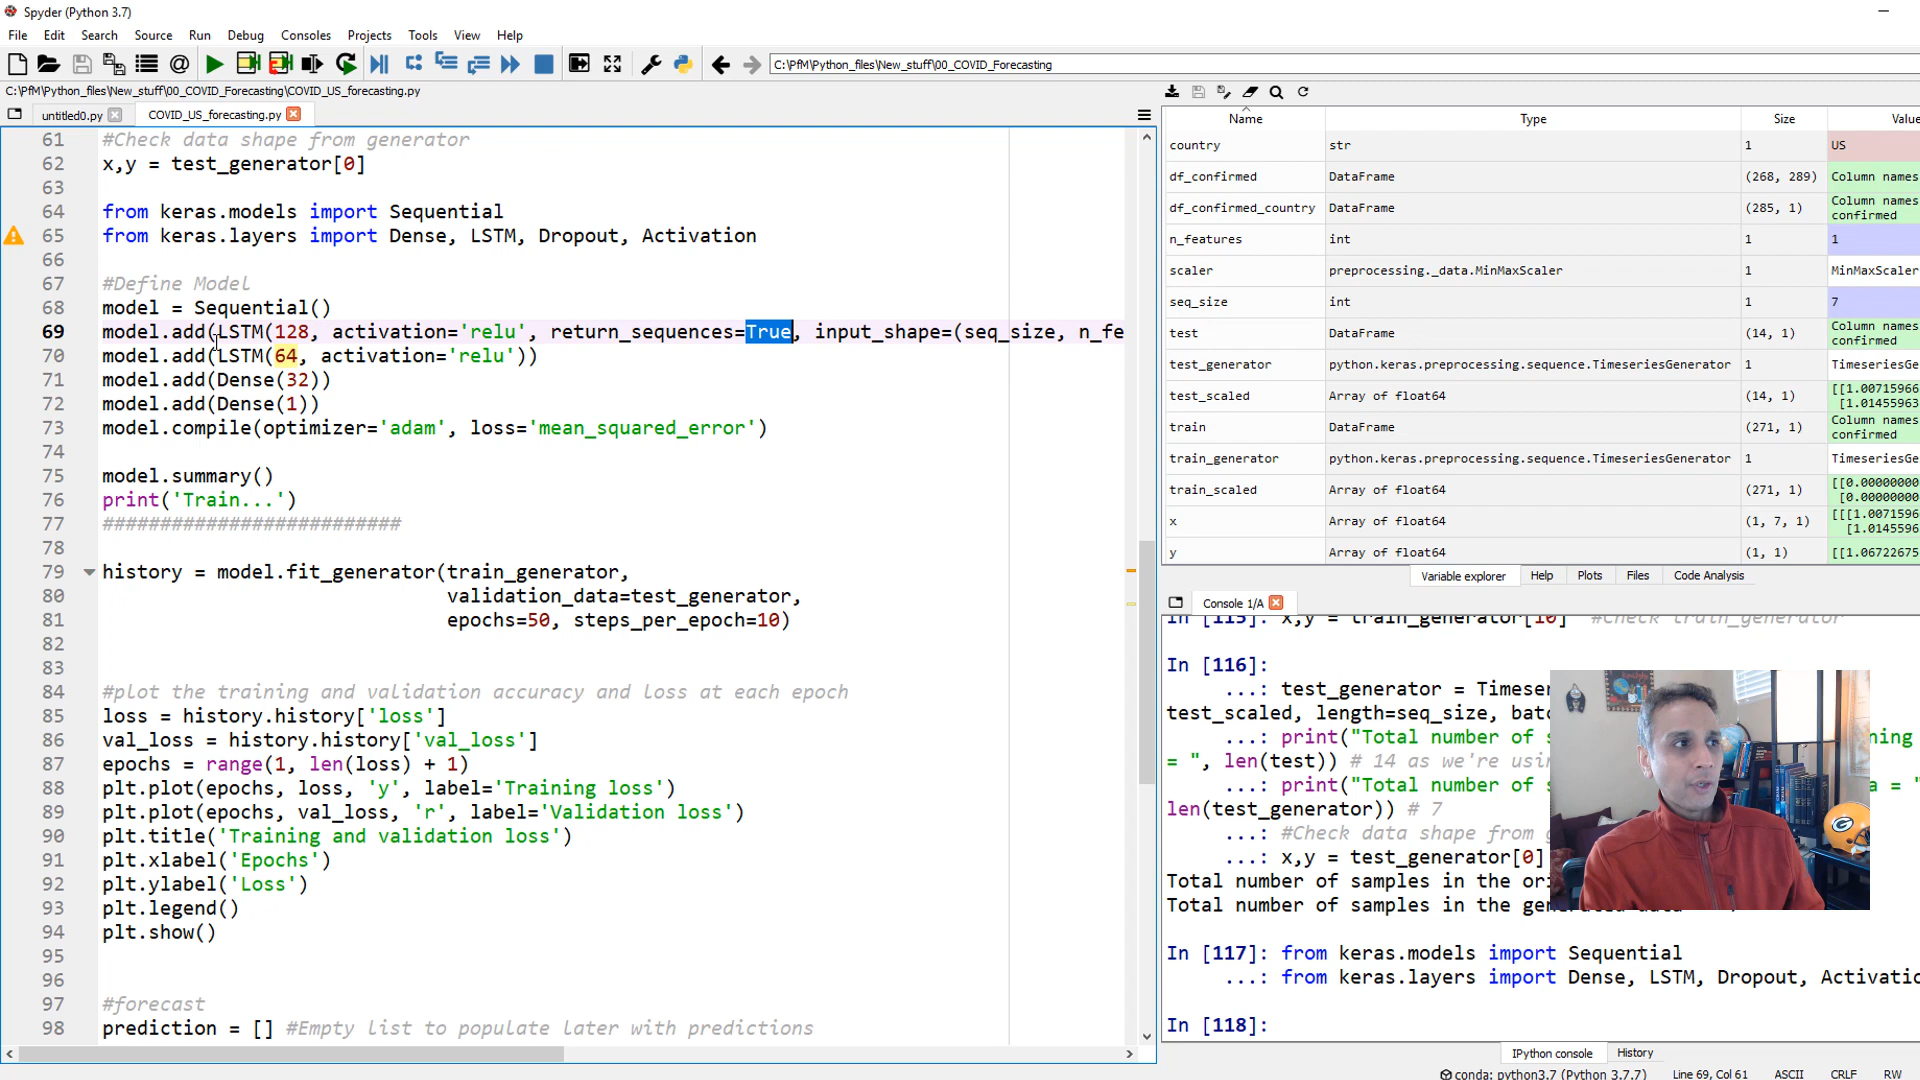 Spyder (Python 3.7)
File Edit Search Source Run Debug Consoles Projects Tools View Help
C:\PfM\Python_files\New_stuff\00_COVID_Forecasting
C:\PfM\Python_files\New_stuff\00_COVID_Forecasting\COVID_US_forecasting.py
untitled0.py COVID_US_forecasting.py
61 #Check data shape from generator
62 x,y = test_generator[0]
63
64 from keras.models import Sequential
65 from keras.layers import Dense, LSTM, Dropout, Activation
66
67 #Define Model
68 model = Sequential()
69 model.add(LSTM(128, activation='relu', return_sequences=True, input_shape=(seq_size, n_fe
70 model.add(LSTM(64, activation='relu'))
71 model.add(Dense(32))
72 model.add(Dense(1))
73 model.compile(optimizer='adam', loss='mean_squared_error')
74
75 model.summary()
76 print('Train...')
77 ##########################
78
79 history = model.fit_generator(train_generator,
80 validation_data=test_generator,
81 epochs=50, steps_per_epoch=10)
82
83
84 #plot the training and validation accuracy and loss at each epoch
85 loss = history.history['loss']
86 val_loss = history.history['val_loss']
87 epochs = range(1, len(loss) + 1)
88 plt.plot(epochs, loss, 'y', label='Training loss')
89 plt.plot(epochs, val_loss, 'r', label='Validation loss')
90 plt.title('Training and validation loss')
91 plt.xlabel('Epochs')
92 plt.ylabel('Loss')
93 plt.legend()
94 plt.show()
95
96
97 #forecast
98 prediction = [] #Empty list to populate later with predictions
Name Type Size Value
country str 1 US
df_confirmed DataFrame (268, 289) Column names
df_confirmed_country DataFrame (285, 1) Column names
confirmed
n_features int 1 1
scaler preprocessing._data.MinMaxScaler 1 MinMaxScaler
seq_size int 1 7
test DataFrame (14, 1) Column names
confirmed
test_generator python.keras.preprocessing.sequence.TimeseriesGenerator 1 TimeseriesGe
test_scaled Array of float64 (14, 1) [[1.00715966
[1.01455963
train DataFrame (271, 1) Column names
confirmed
train_generator python.keras.preprocessing.sequence.TimeseriesGenerator 1 TimeseriesGe
train_scaled Array of float64 (271, 1) [[0.00000000
[0.00000000
x Array of float64 (1, 7, 1) [[[1.0071596
[1.0145596
y Array of float64 (1, 1) [[1.06722675
Variable explorer Help Plots Files Code Analysis
Console 1/A
In [115]: x,y = train_generator[10] #Check train_generator
In [116]:
...: test_generator = Timeser
test_scaled, length=seq_size, batc
...: print("Total number of s ning
= ", len(test)) # 14 as we're usin
...: print("Total number of s a = ",
len(test_generator)) # 7
...: #Check data shape from g
...: x,y = test_generator[0]
Total number of samples in the ori
Total number of samples in the gen
In [117]: from keras.models import Sequential
...: from keras.layers import Dense, LSTM, Dropout, Activatio
In [118]:
IPython console History
conda: python3.7 (Python 3.7.7) Line 69, Col 61 ASCII CRLF RW